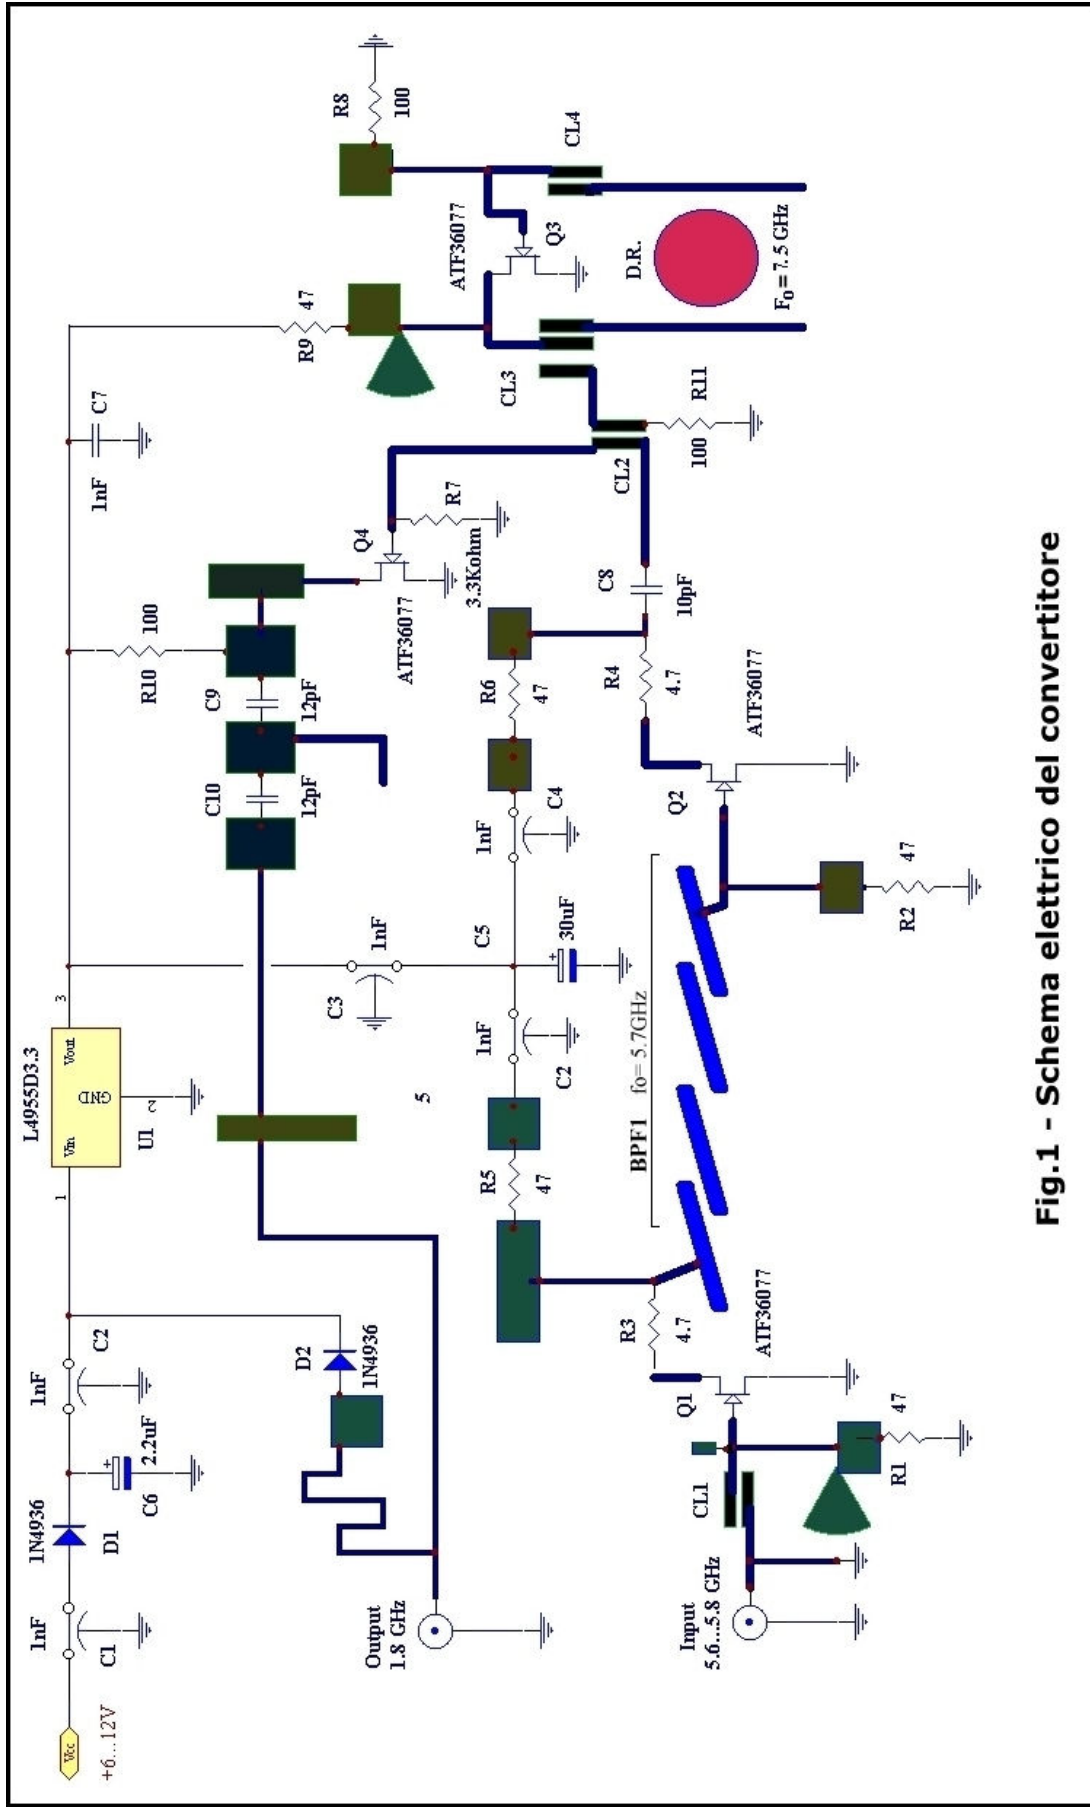 Vcc
+6...12V
1nF
C1
1N4936
D1
+
2.2uF
C6
1nF
C2
1
L4955D3.3
Vin
Vout
GND
2
U1
3
1nF
C7
R9
47
R8
100
R10
100
C10
12pF
C9
12pF
Q4
ATF36077
R7
3.3Kohm
ATF36077
Q3
CL4
CL3
D.R.
Fo = 7.5 GHz
R11
100
CL2
D2
1N4936
Output
1.8 GHz
1nF
C3
5
R5
47
1nF
C2
C5
+
30uF
1nF
C4
R6
47
C8
10pF
R4
4.7
BPF1 fo= 5.7GHz
Q2
ATF36077
R2
47
R3
4.7
Q1
ATF36077
CL1
R1
47
Input
5.6...5.8 GHz
Fig.1 - Schema elettrico del convertitore